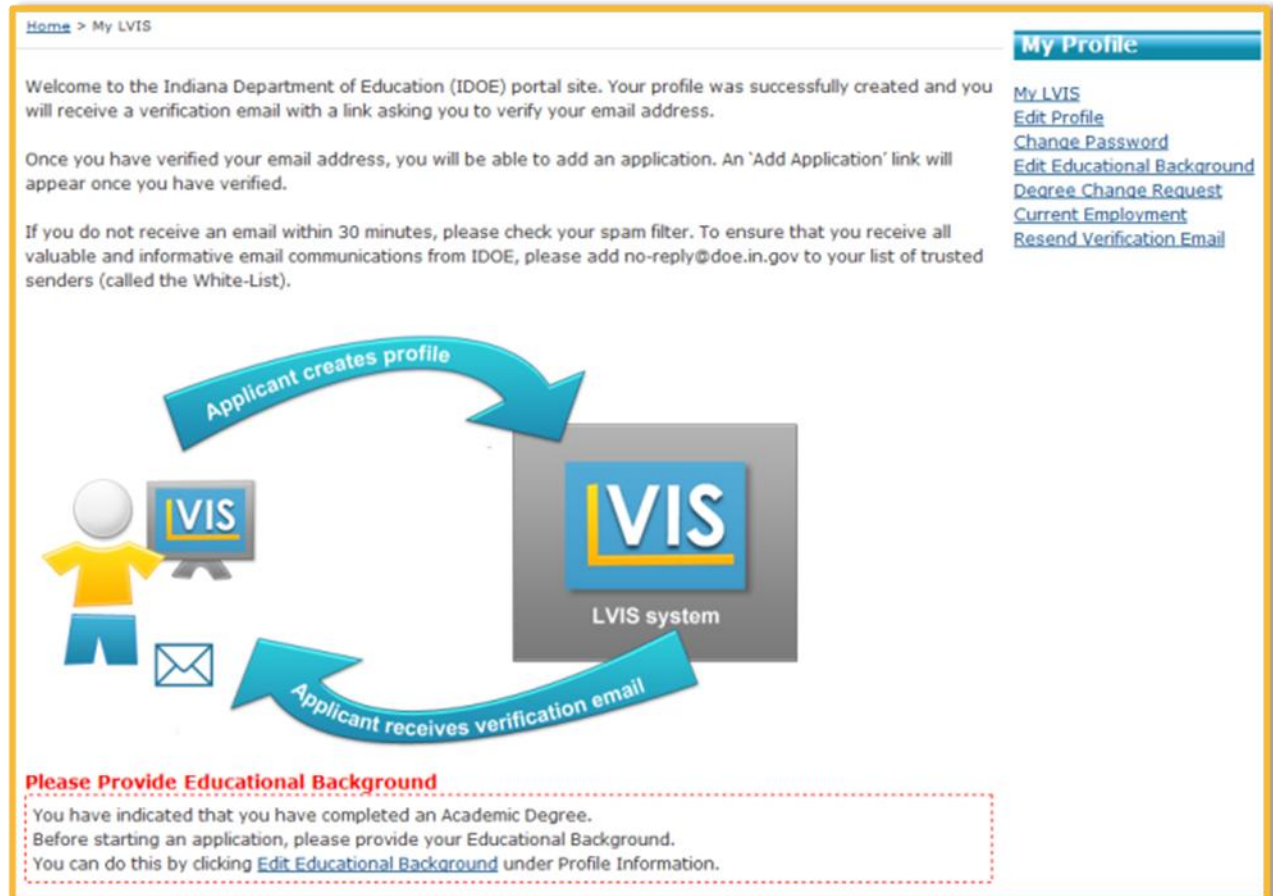 Home > My LVIS
Welcome to the Indiana Department of Education (IDOE) portal site. Your profile was successfully created and you
will receive a verification email with a link asking you to verify your email address.
Once you have verified your email address, you will be able to add an application. An `Add Application' link will
appear once you have verified.
If you do not receive an email within 30 minutes, please check your spam filter. To ensure that you receive all
valuable and informative email communications from IDOE, please add no-reply@doe.in.gov to your list of trusted
senders (called the White-List).
Applicant creates profile
LVIS
LVIS
LVIS system
Applicant receives verification email
Please Provide Educational Background
You have indicated that you have completed an Academic Degree.
Before starting an application, please provide your Educational Background.
You can do this by clicking Edit Educational Background under Profile Information.
My Profile
My LVIS
Edit Profile
Change Password
Edit Educational Background
Degree Change Request
Current Employment
Resend Verification Email